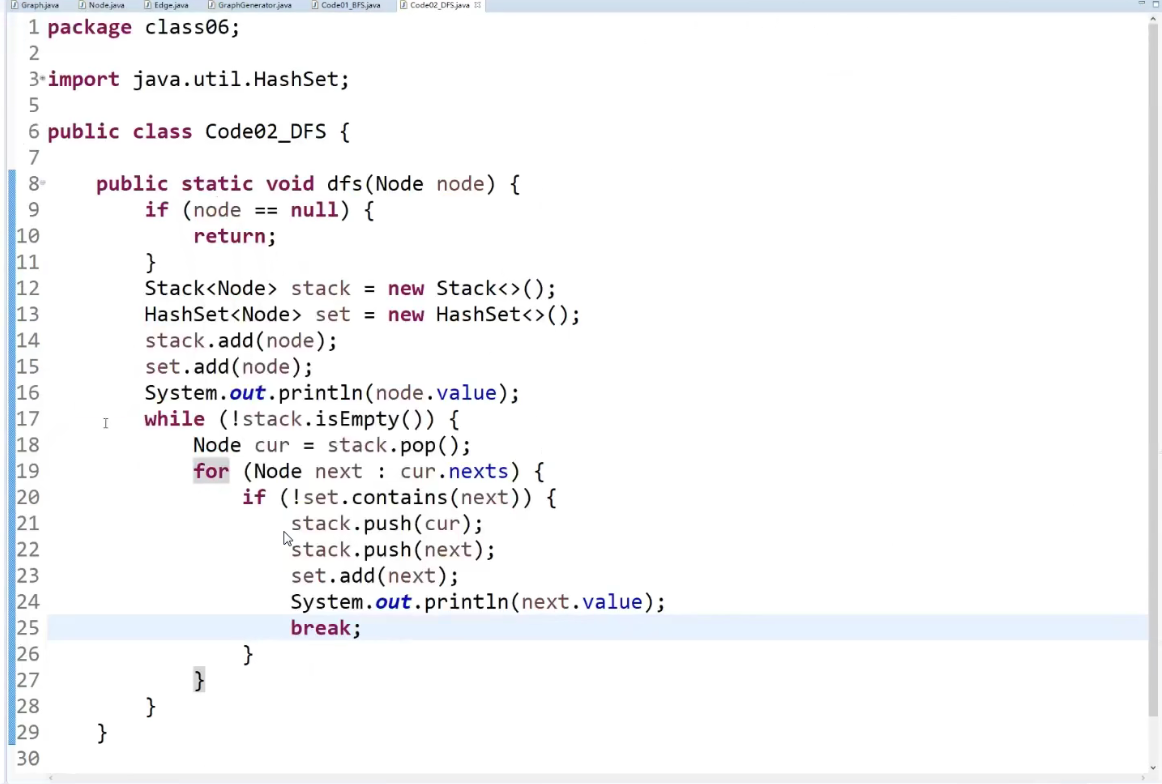 Graph.java Node.java Edge.java GraphGenerator.java Code01_BFS.java Code02_DFS.java
1 package class06;
2
3 import java.util.HashSet;
5
6 public class Code02_DFS {
7
8     public static void dfs(Node node) {
9         if (node == null) {
10             return;
11         }
12         Stack<Node> stack = new Stack<>();
13         HashSet<Node> set = new HashSet<>();
14         stack.add(node);
15         set.add(node);
16         System.out.println(node.value);
17         while (!stack.isEmpty()) {
18             Node cur = stack.pop();
19             for (Node next : cur.nexts) {
20                 if (!set.contains(next)) {
21                     stack.push(cur);
22                     stack.push(next);
23                     set.add(next);
24                     System.out.println(next.value);
25                     break;
26                 }
27             }
28         }
29     }
30